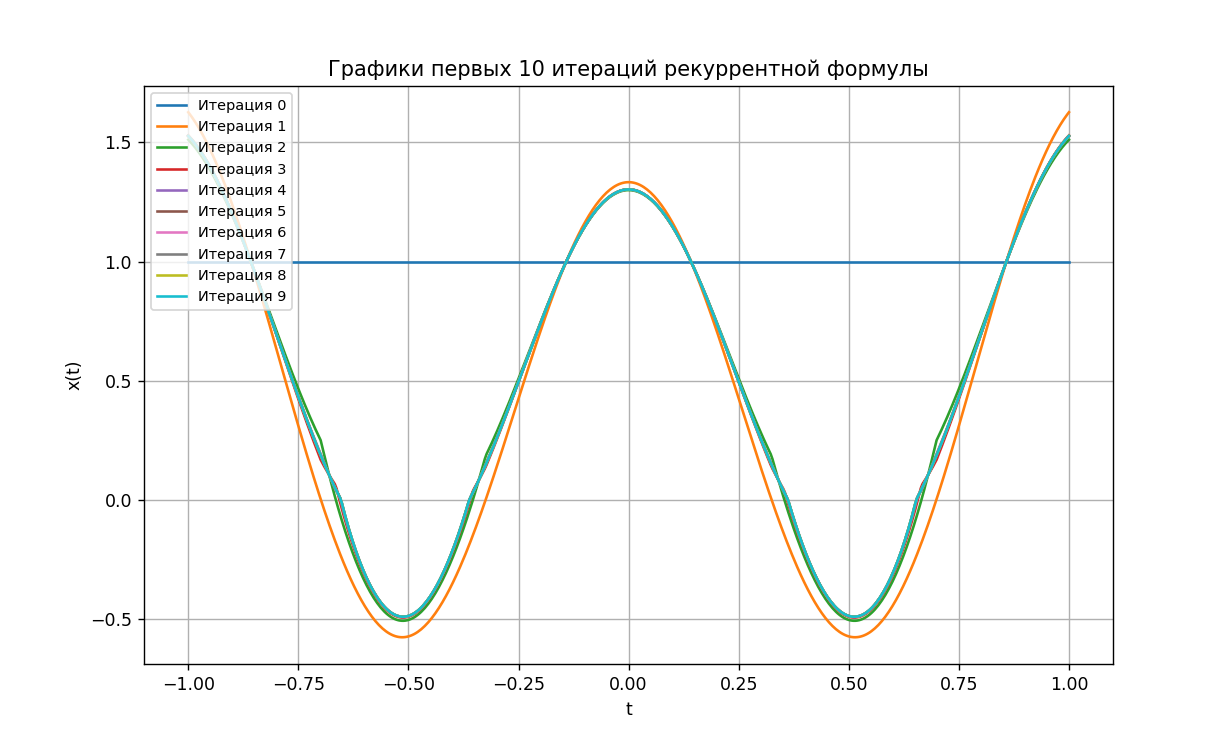 Графики первых 10 итераций рекуррентной формулы
Итерация 0
Итерация 1
Итерация 2
Итерация 3
Итерация 4
Итерация 5
Итерация 6
Итерация 7
Итерация 8
Итерация 9
1.5
1.0
0.5
0.0
−0.5
x(t)
−1.00 −0.75 −0.50 −0.25 0.00 0.25 0.50 0.75 1.00
t